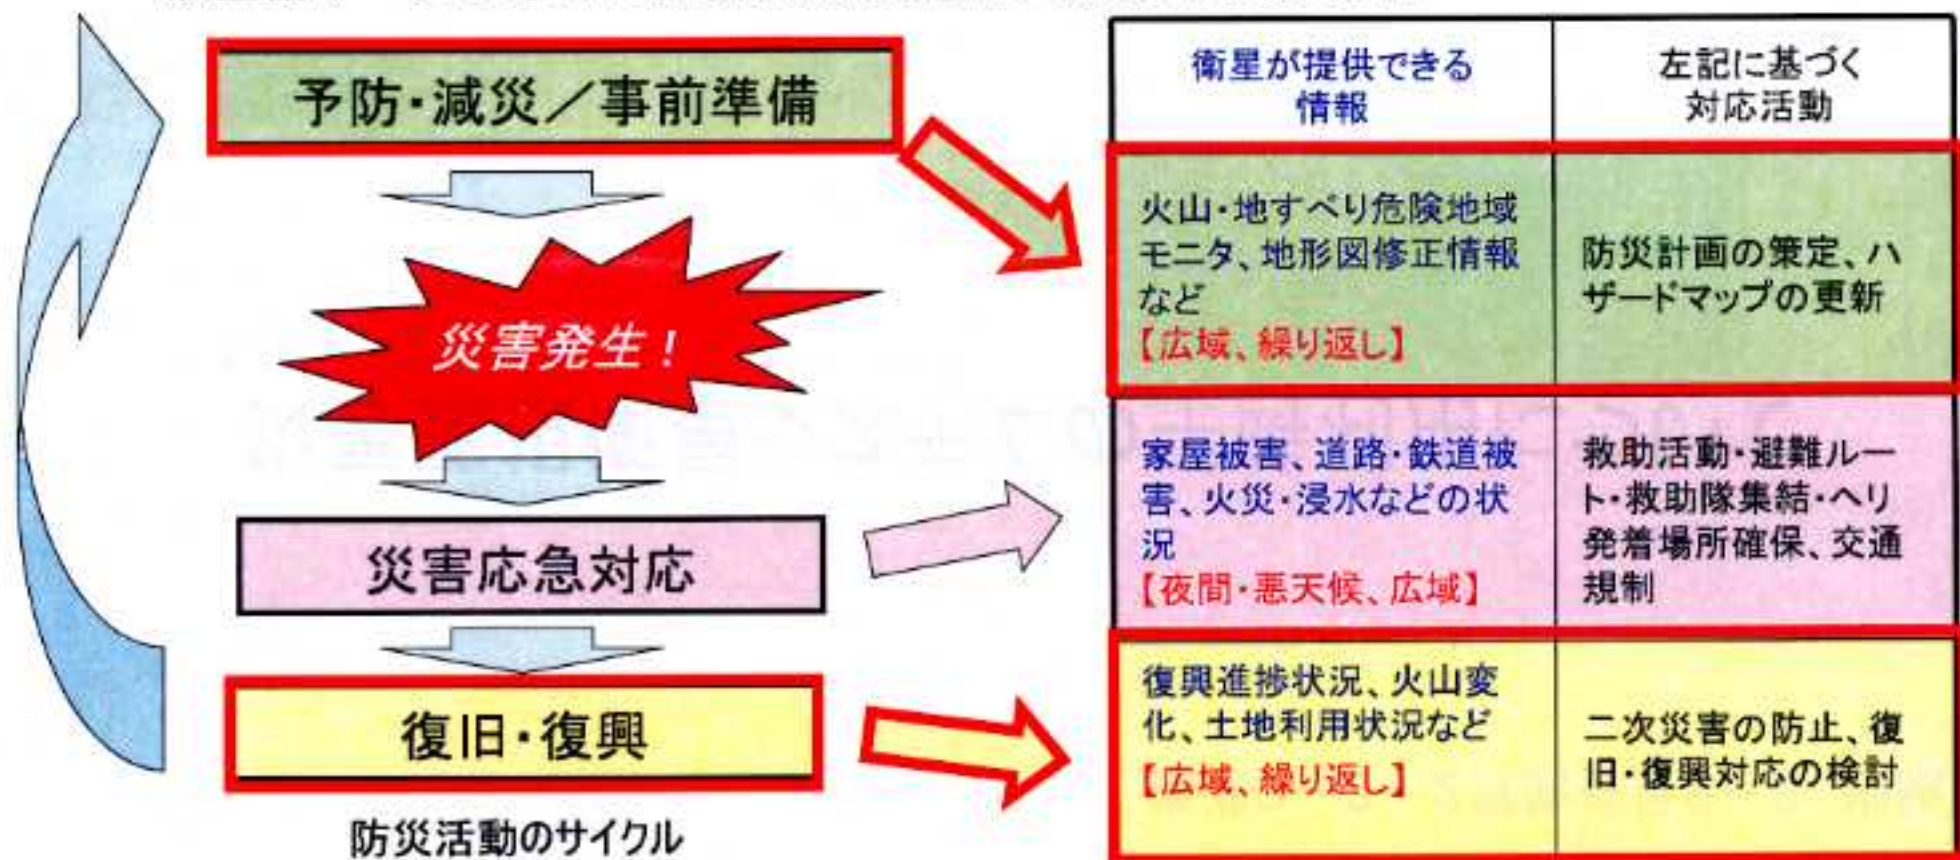 予防・減災／事前準備
災害発生！
災害応急対応
復旧・復興
防災活動のサイクル
衛星が提供できる
情報
左記に基づく
対応活動
火山・地すべり危険地域
モニタ、地形図修正情報
など
【広域、繰り返し】
防災計画の策定、ハ
ザードマップの更新
家屋被害、道路・鉄道被
害、火災・浸水などの状
況
【夜間・悪天候、広域】
救助活動・避難ルー
ト・救助隊集結・ヘリ
発着場所確保、交通
規制
復興進捗状況、火山変
化、土地利用状況など
【広域、繰り返し】
二次災害の防止、復
旧・復興対応の検討